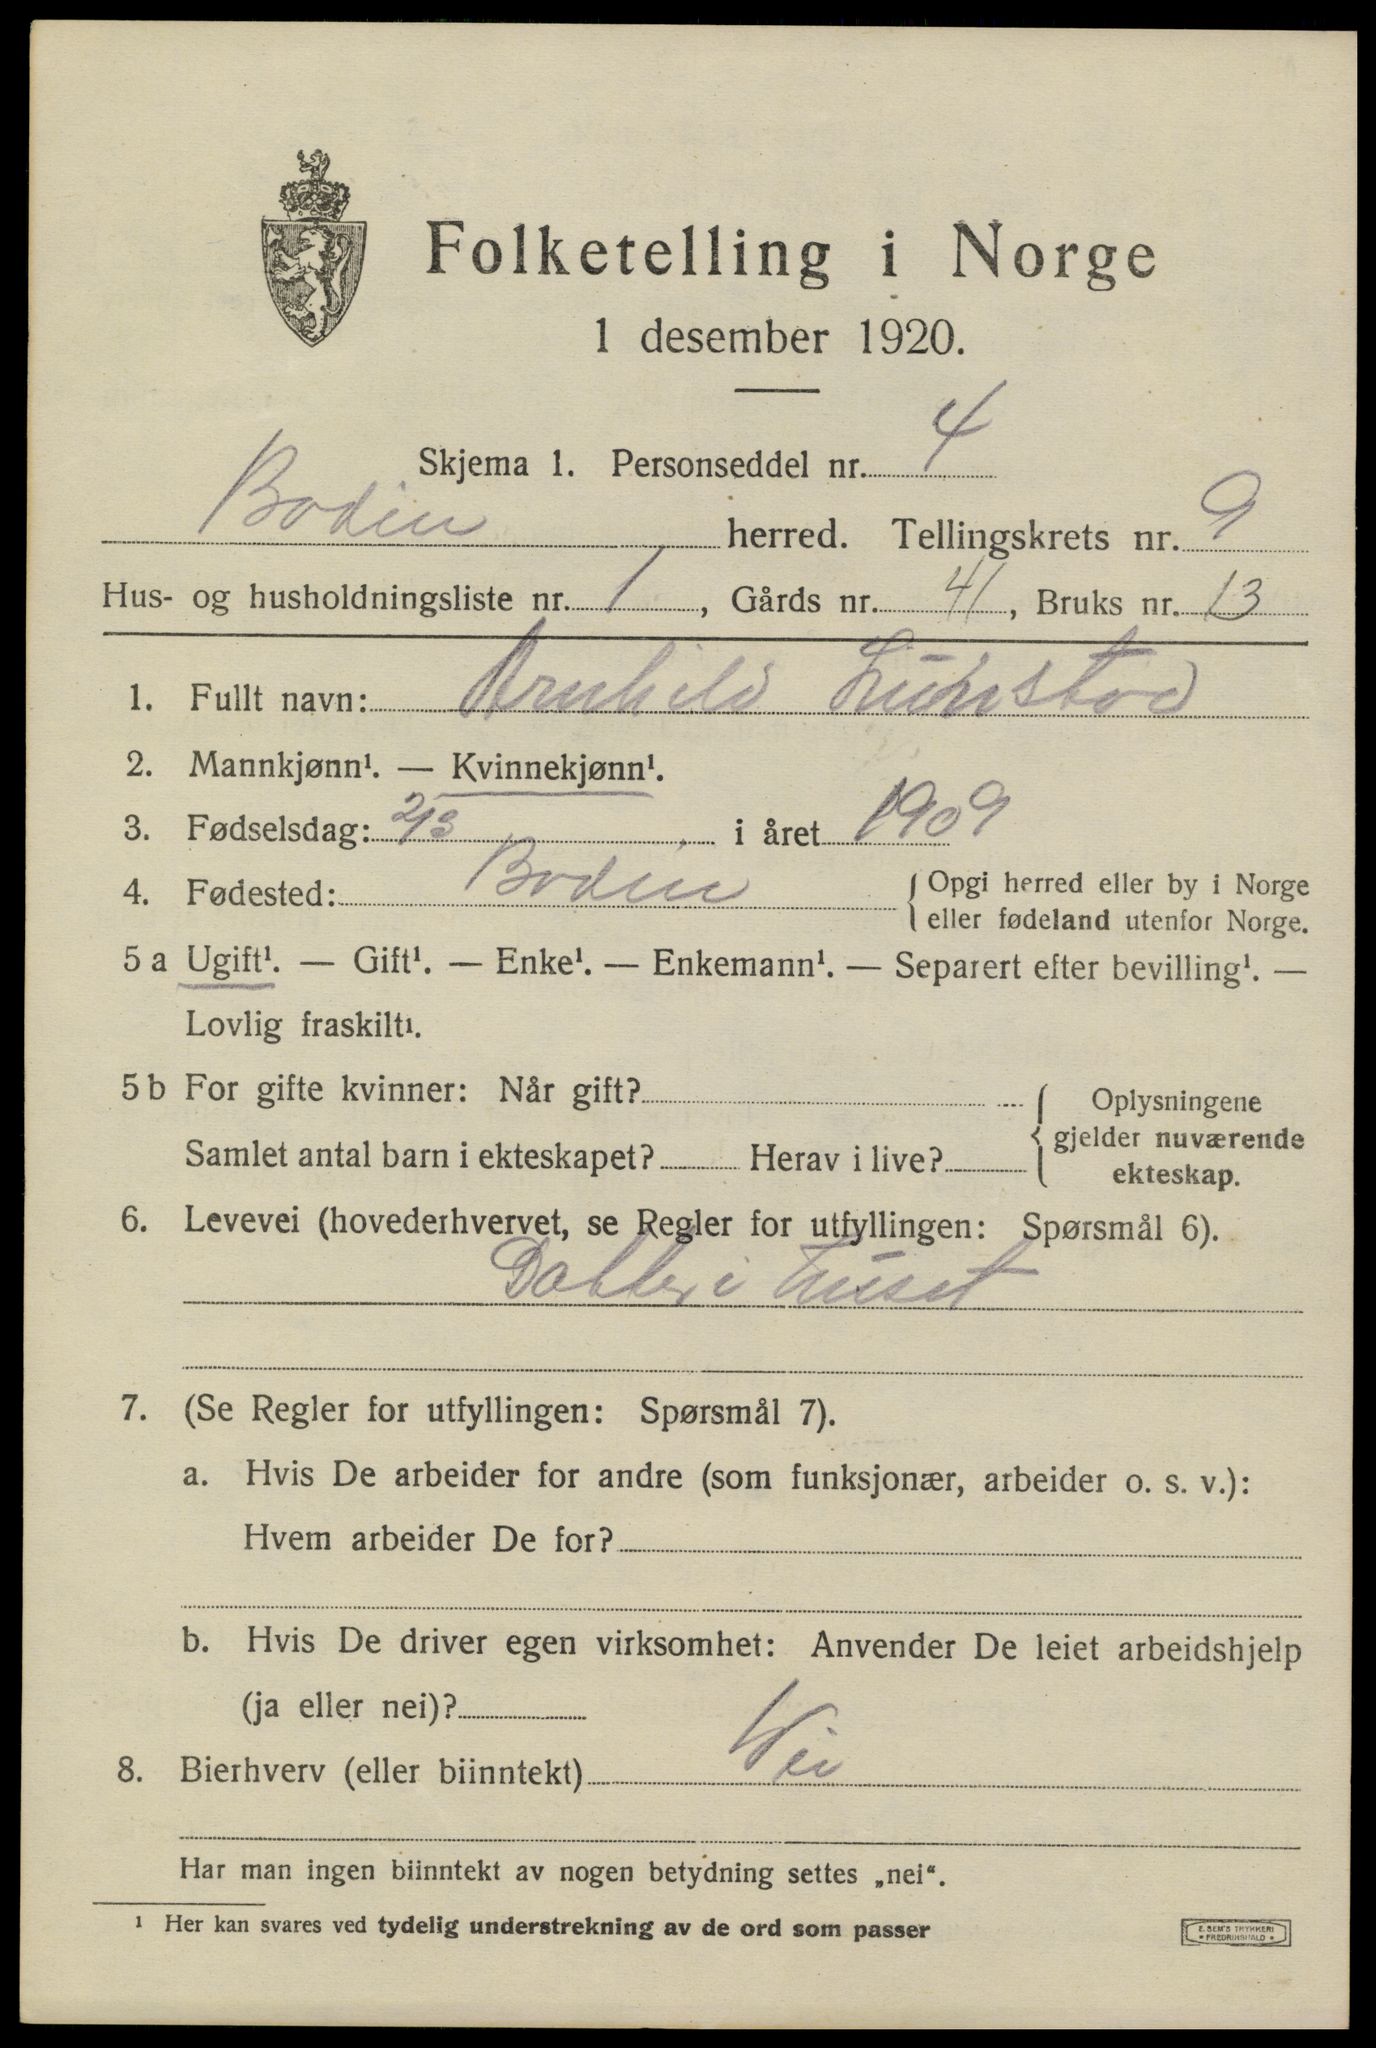 Folketelling i Norge
1 desember 1920.
Skjema 1. Personseddel nr. 4
Bodin herred. Tellingskrets nr. 9
Hus- og husholdningsliste nr. 1, Gårds nr. 41, Bruks nr. 13
1. Fullt navn: Arnhild
2. Mannkjønn¹. — Kvinnekjønn¹.
3. Fødselsdag: 2/3 i året 1909
4. Fødested: Bodin { Opgi herred eller by i Norge
eller fødeland utenfor Norge.
5 a Ugift¹. — Gift¹. — Enke¹. — Enkemann¹. — Separert efter bevilling¹. —
Lovlig fraskilt¹.
5 b For gifte kvinner: Når gift?
Samlet antal barn i ekteskapet? Herav i live?
{ Oplysningene
gjelder nuværende
ekteskap.
6. Levevei (hovederhvervet, se Regler for utfyllingen: Spørsmål 6).
Datter i huset
7. (Se Regler for utfyllingen: Spørsmål 7).
a. Hvis De arbeider for andre (som funksjonær, arbeider o. s. v.):
Hvem arbeider De for?
b. Hvis De driver egen virksomhet: Anvender De leiet arbeidshjelp
(ja eller nei)?
8. Bierhverv (eller biinntekt) Nei
Har man ingen biinntekt av nogen betydning settes „nei“.
¹ Her kan svares ved tydelig understrekning av de ord som passer
E. SEM'S TRYKKERI
• FREDRIKSHALD •